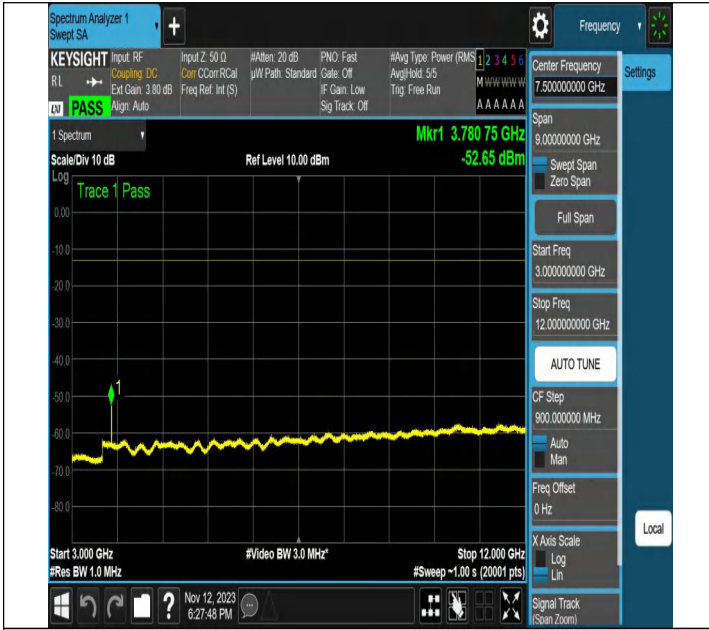 Spectrum Analyzer 1
Swept SA
+
Frequency
KEYSIGHT Input: RF
R L Coupling: DC
Ext Gain: 3.80 dB
LXI PASS Align: Auto
Input Z: 50 Ω
Corr CCorr RCal
Freq Ref: Int (S)
#Atten: 20 dB
µW Path: Standard
PNO: Fast
Gate: Off
IF Gain: Low
Sig Track: Off
#Avg Type: Power (RMS
Avg|Hold: 5/5
Trig: Free Run
1 2 3 4 5 6
M W W W W W
A A A A A A
Center Frequency
7.500000000 GHz
Settings
1 Spectrum
Mkr1 3.780 75 GHz
Scale/Div 10 dB
Ref Level 10.00 dBm
-52.65 dBm
Log
Trace 1 Pass
0.00
-10.0
-20.0
-30.0
-40.0
-50.0
-60.0
-70.0
-80.0
1
Start 3.000 GHz
#Video BW 3.0 MHz*
Stop 12.000 GHz
#Res BW 1.0 MHz
#Sweep ~1.00 s (20001 pts)
Span
9.00000000 GHz
Swept Span
Zero Span
Full Span
Start Freq
3.000000000 GHz
Stop Freq
12.000000000 GHz
AUTO TUNE
CF Step
900.000000 MHz
Auto
Man
Freq Offset
0 Hz
X Axis Scale
Log
Lin
Signal Track
(Span Zoom)
Local
?
Nov 12, 2023
6:27:48 PM